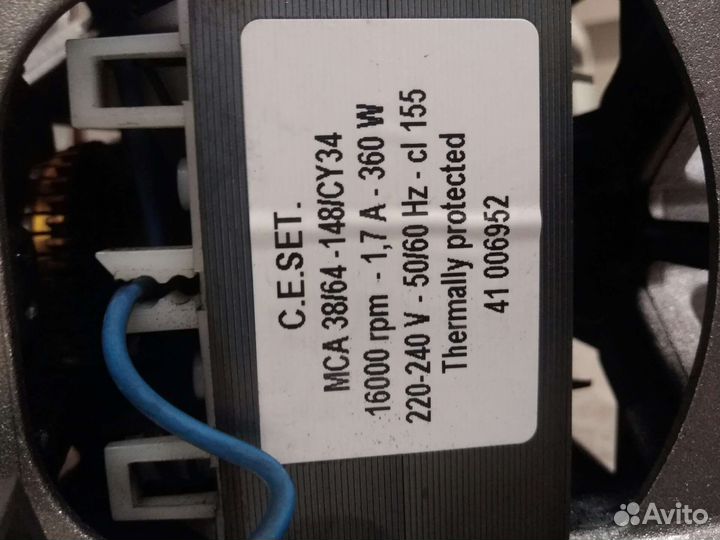 C.E.SET.
MCA 38/64 -148/CY34
16000 rpm - 1,7 A - 360 W
220-240 V - 50/60 Hz - cl 155
Thermally protected
41 006952
Avito